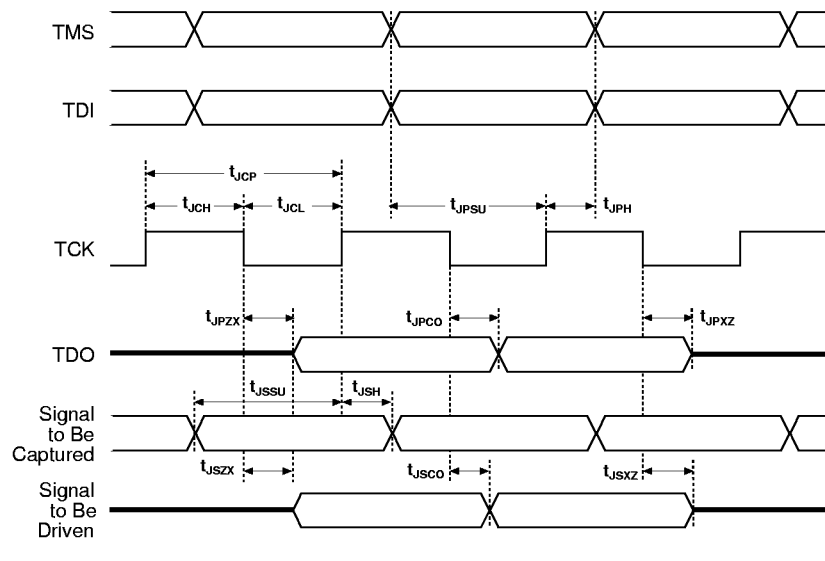 TMS
TDI
tJCP
tJCH
tJCL
tJPSU
tJPH
TCK
tJPZX
tJPCO
tJPXZ
TDO
tJSSU
tJSH
Signal
to Be
Captured
tJSZX
tJSCO
tJSXZ
Signal
to Be
Driven